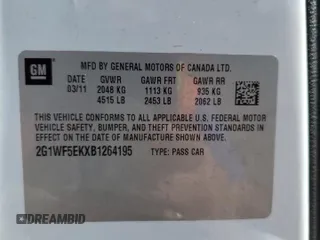 GM
MFD BY GENERAL MOTORS OF CANADA LTD.
DATE GVWR GAWR FRT GAWR RR
03/11 2048 KG 1113 KG 935 KG
4515 LB 2453 LB 2062 LB
THIS VEHICLE CONFORMS TO ALL APPLICABLE U.S. FEDERAL MOTOR
VEHICLE SAFETY, BUMPER, AND THEFT PREVENTION STANDARDS
IN EFFECT ON THE DATE OF MANUFACTURE SHOWN ABOVE.
2G1WF5EKXB1264195 TYPE: PASS CAR
DREAMBID